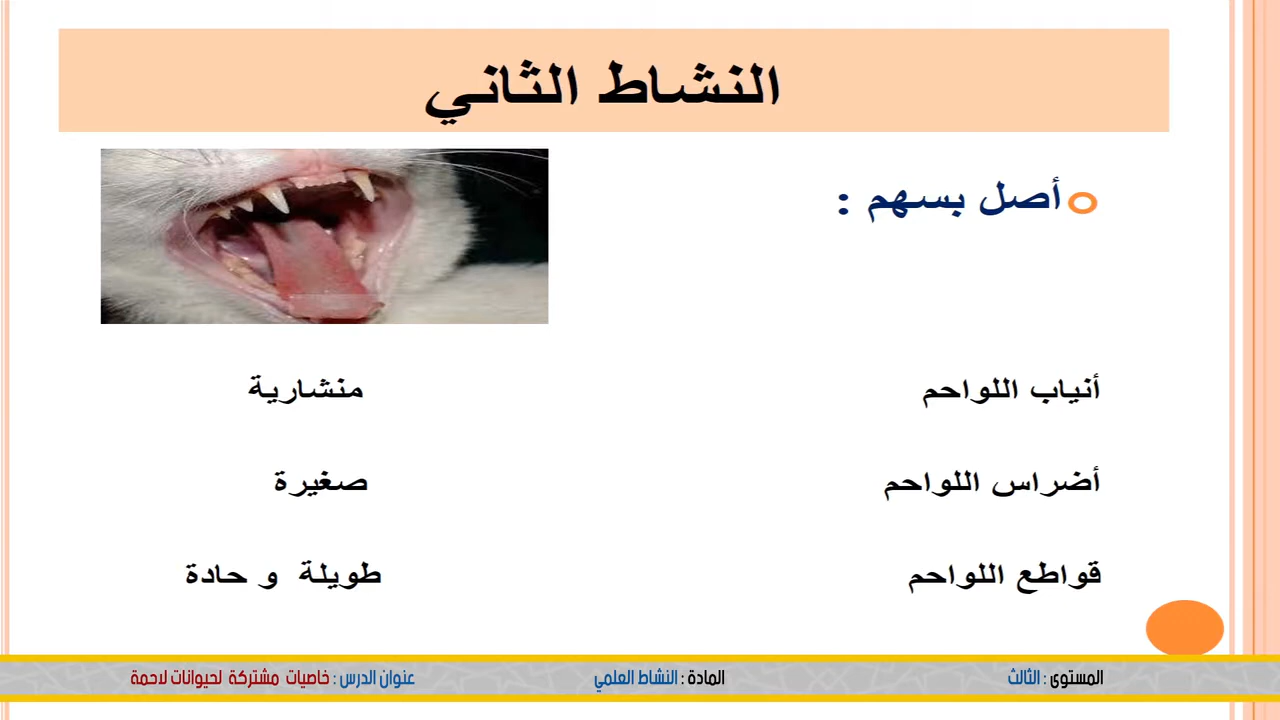 النشاط الثاني
أصل بسهم :
أنياب اللواحم
منشارية
أضراس اللواحم
صغيرة
قواطع اللواحم
طويلة و حادة
المستوى : الثالث
المادة : النشاط العلمي
عنوان الدرس : خاصيات مشتركة لحيوانات لاحمة